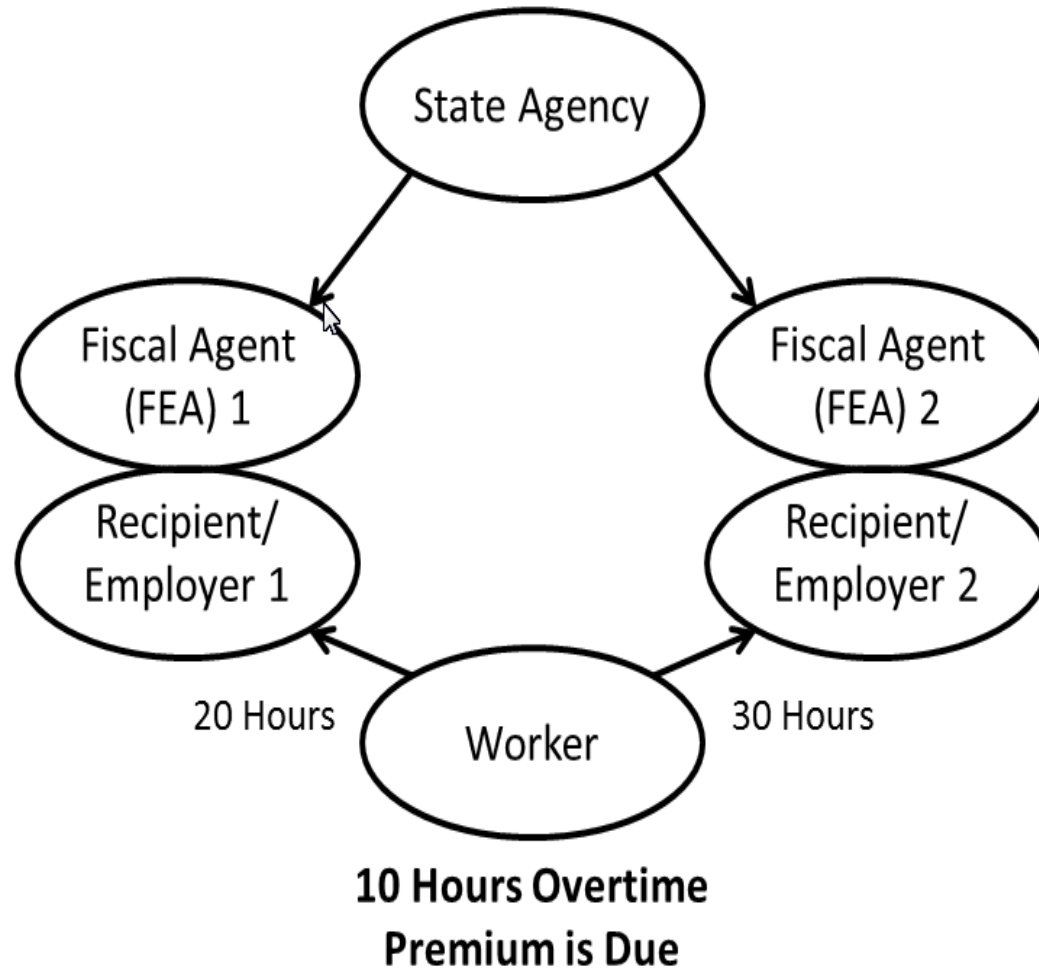 State Agency
Fiscal Agent
(FEA) 1
Fiscal Agent
(FEA) 2
Recipient/
Employer 1
Recipient/
Employer 2
20 Hours
Worker
30 Hours
10 Hours Overtime
Premium is Due